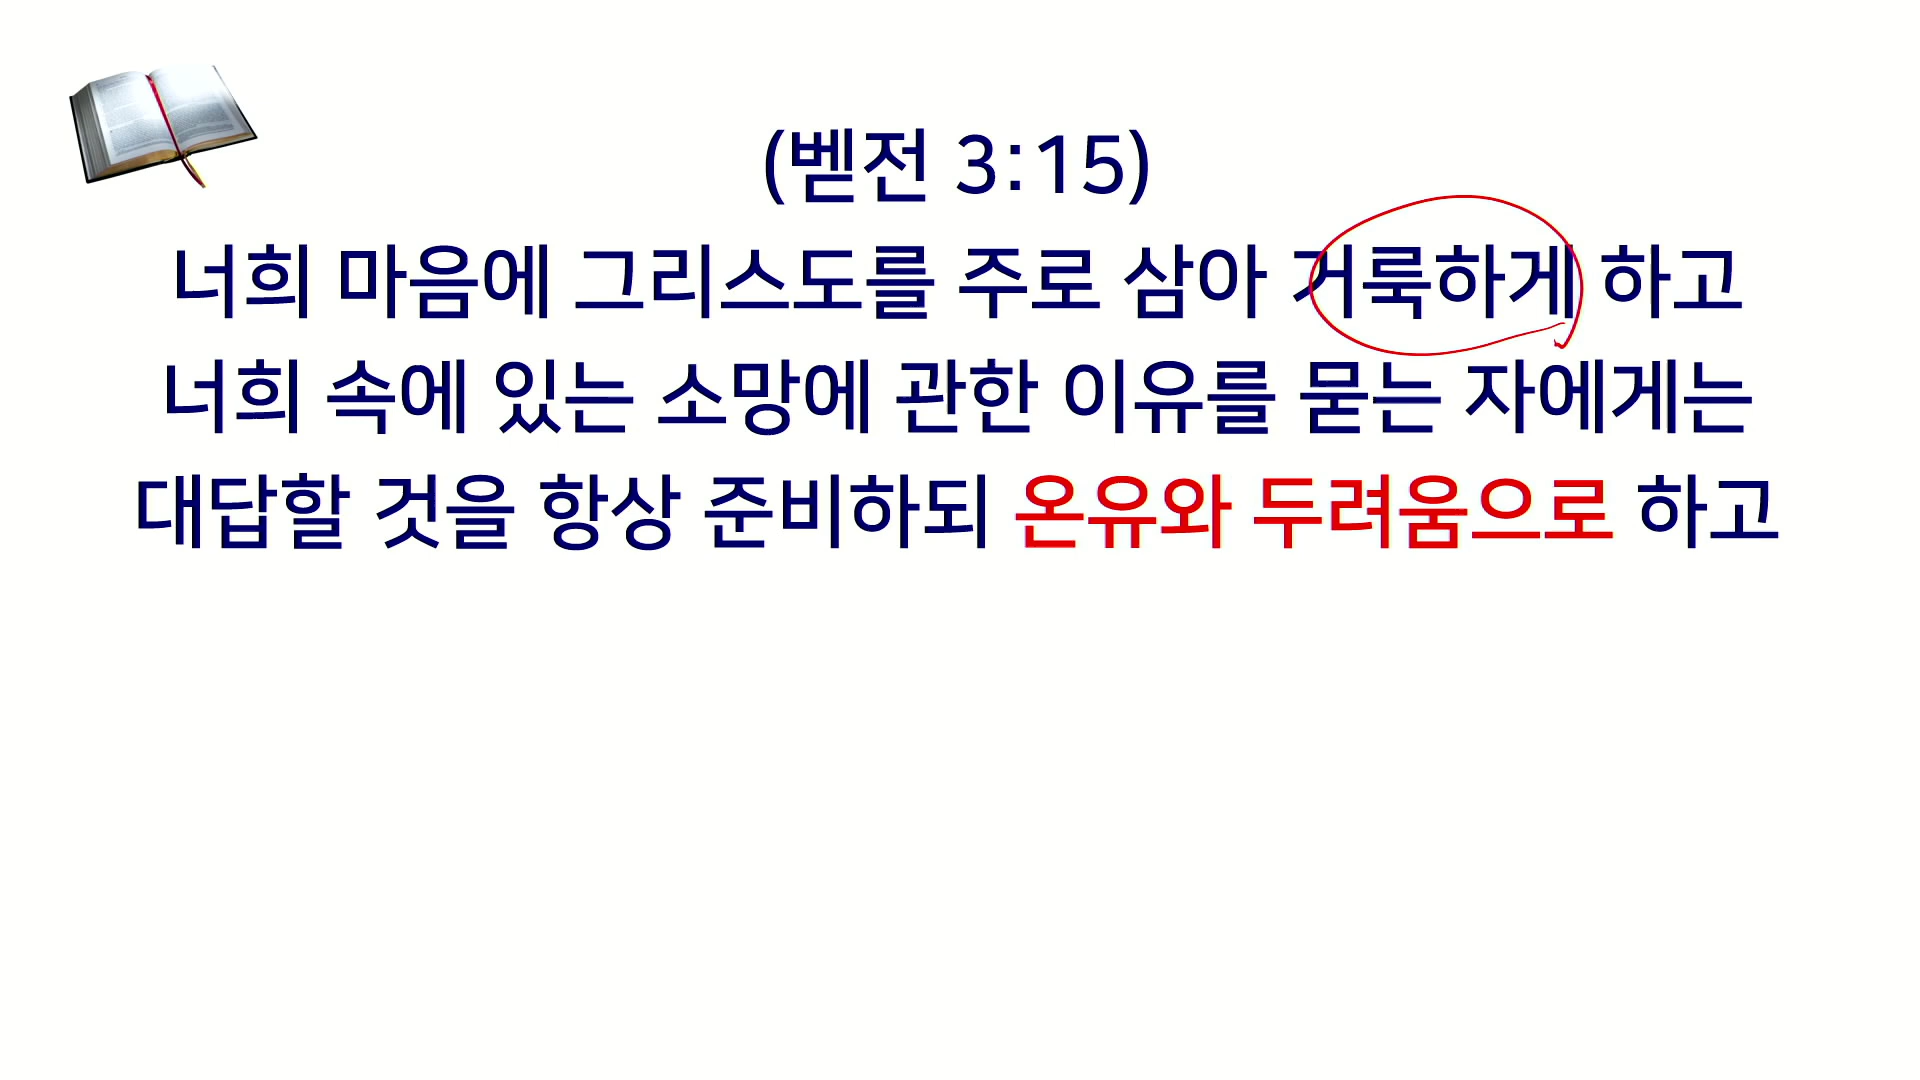 (벧전 3:15)
너희 마음에 그리스도를 주로 삼아 거룩하게 하고
너희 속에 있는 소망에 관한 이유를 묻는 자에게는
대답할 것을 항상 준비하되 온유와 두려움으로 하고